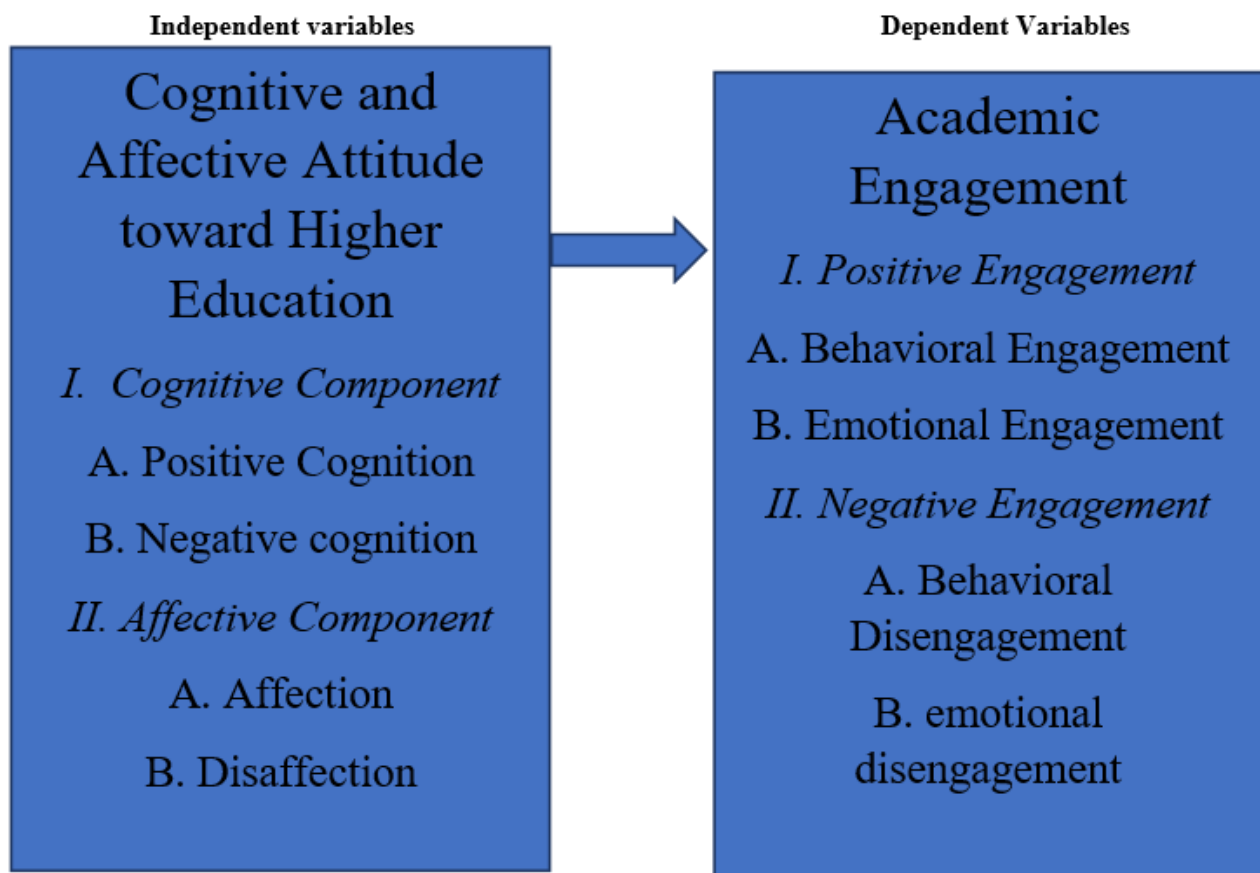 Independent variables
Cognitive and
Affective Attitude
toward Higher
Education
I. Cognitive Component
A. Positive Cognition
B. Negative cognition
II. Affective Component
A. Affection
B. Disaffection
Dependent Variables
Academic
Engagement
I. Positive Engagement
A. Behavioral Engagement
B. Emotional Engagement
II. Negative Engagement
A. Behavioral
Disengagement
B. emotional
disengagement